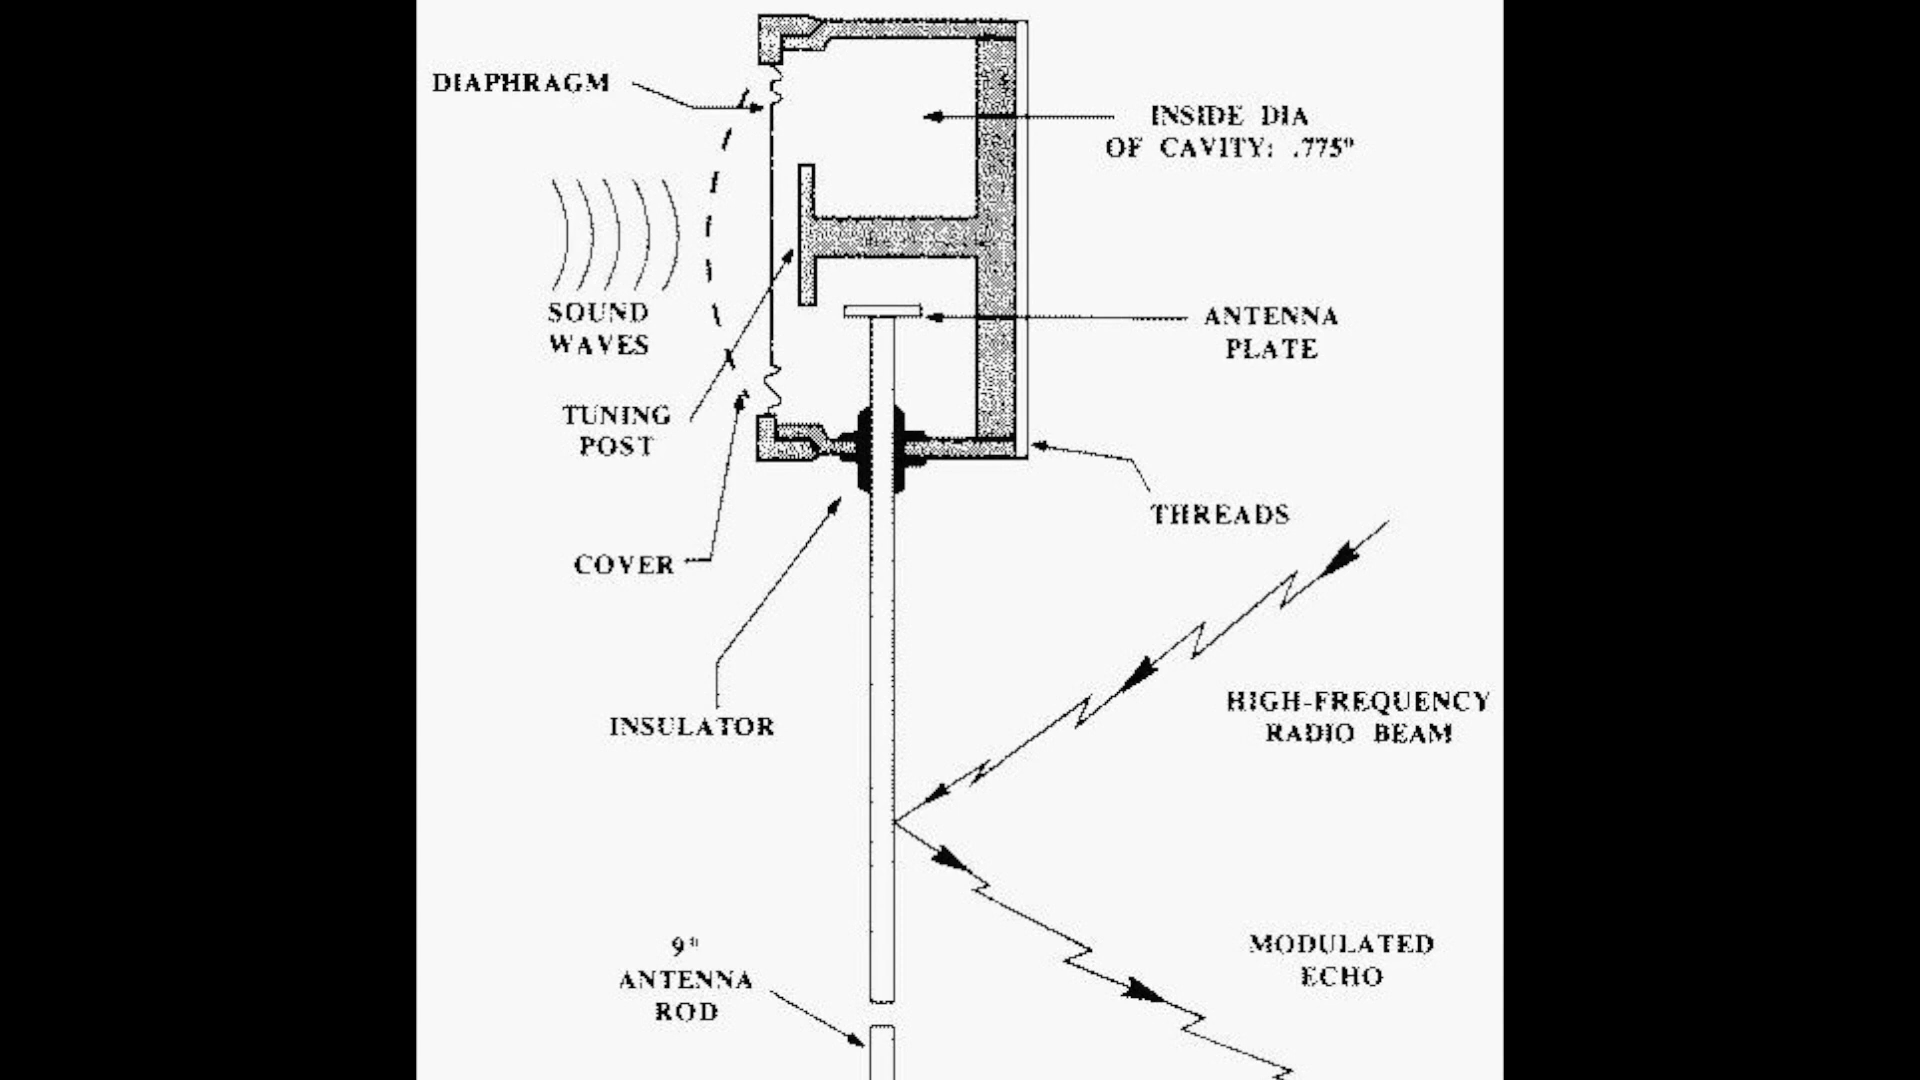 DIAPHRAGM
INSIDE DIA
OF CAVITY: .775"
SOUND
WAVES
ANTENNA
PLATE
TUNING
POST
THREADS
COVER
HIGH-FREQUENCY
RADIO BEAM
INSULATOR
9"
ANTENNA
ROD
MODULATED
ECHO